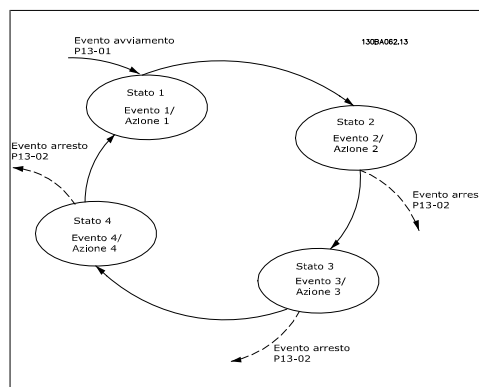 Evento avviamento
P13-01
130BA062.13
Stato 1
Evento 1/
Azione 1
Stato 2
Evento 2/
Azione 2
Evento arresto
P13-02
Evento arres
P13-02
Stato 4
Evento 4/
Azione 4
Stato 3
Evento 3/
Azione 3
Evento arresto
P13-02